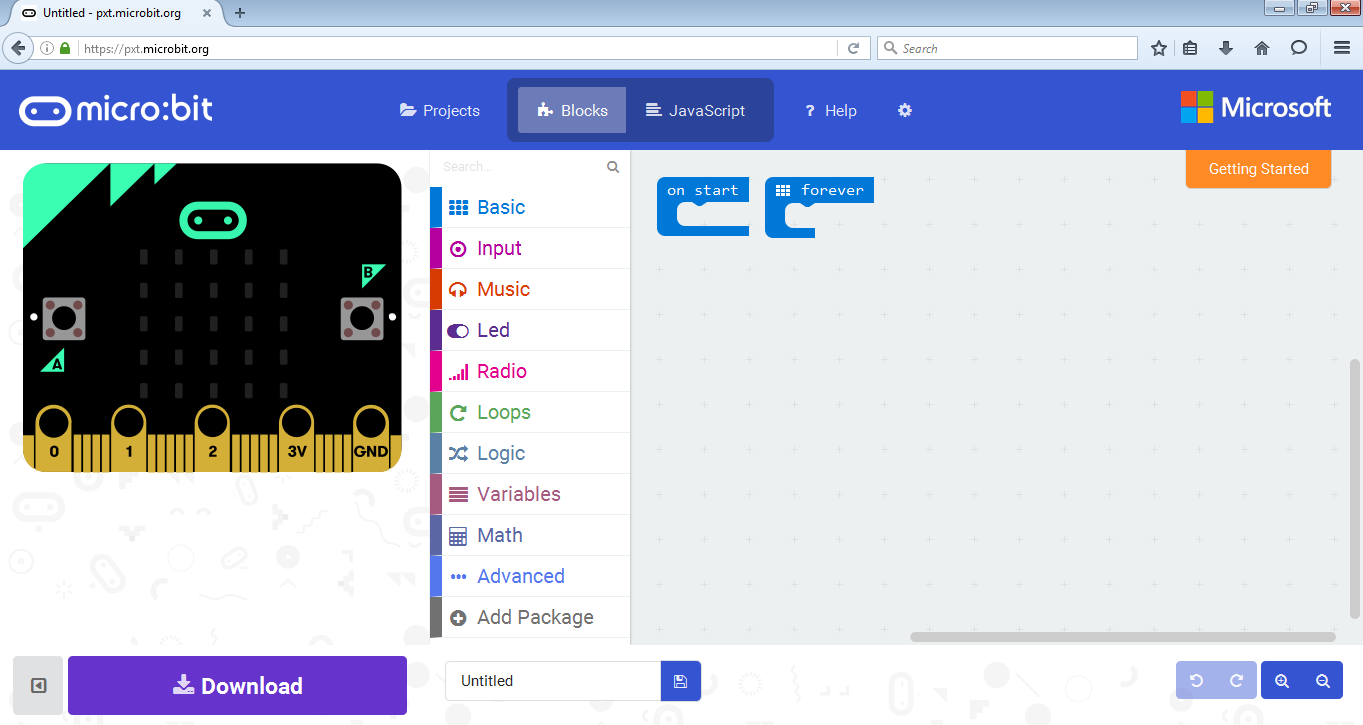 Untitled - pxt.microbit.org
https://pxt.microbit.org
Search
micro:bit
Projects
Blocks
JavaScript
? Help
Microsoft
Getting Started
B
A
0 1 2 3V GND
Search...
Basic
Input
Music
Led
Radio
Loops
Logic
Variables
Math
Advanced
Add Package
on start
forever
Download
Untitled